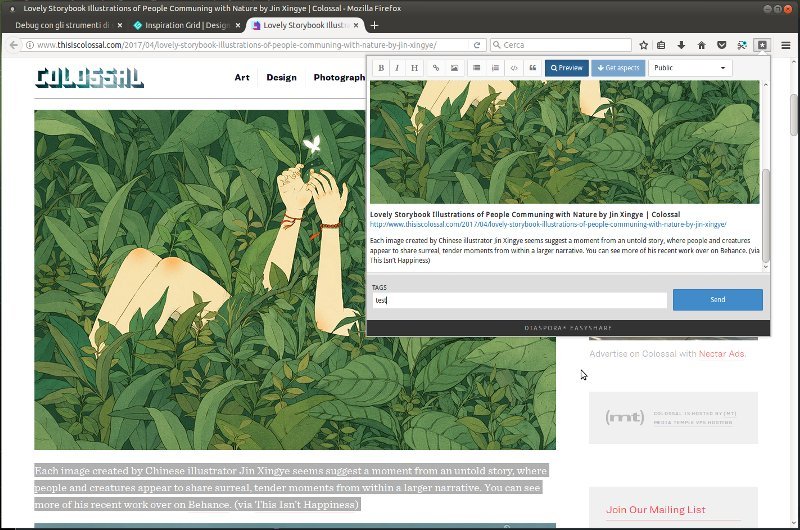 Lovely Storybook Illustrations of People Communing with Nature by Jin Xingye | Colossal - Mozilla Firefox
Debug con gli strumenti di
Inspiration Grid | Design
Lovely Storybook Illustra
www.thisiscolossal.com/2017/04/lovely-storybook-illustrations-of-people-communing-with-nature-by-jin-xingye/
Cerca
COLOSSAL
Art
Design
Photograph
B
I
H
Preview
Get aspects
Public
Lovely Storybook Illustrations of People Communing with Nature by Jin Xingye | Colossal
http://www.thisiscolossal.com/2017/04/lovely-storybook-illustrations-of-people-communing-with-nature-by-jin-xingye/
Each image created by Chinese illustrator Jin Xingye seems suggest a moment from an untold story, where people and creatures
appear to share surreal, tender moments from within a larger narrative. You can see more of his recent work over on Behance. (via
This Isn't Happiness)
TAGS
test
Send
DIASPORA* EASYSHARE
Advertise on Colossal with Nectar Ads.
(mt)
COLOSSAL IS HOSTED BY (MT)
MEDIA TEMPLE VPS HOSTING
Each image created by Chinese illustrator Jin Xingye seems suggest a moment from an untold story, where
people and creatures appear to share surreal, tender moments from within a larger narrative. You can see
more of his recent work over on Behance. (via This Isn't Happiness)
Join Our Mailing List